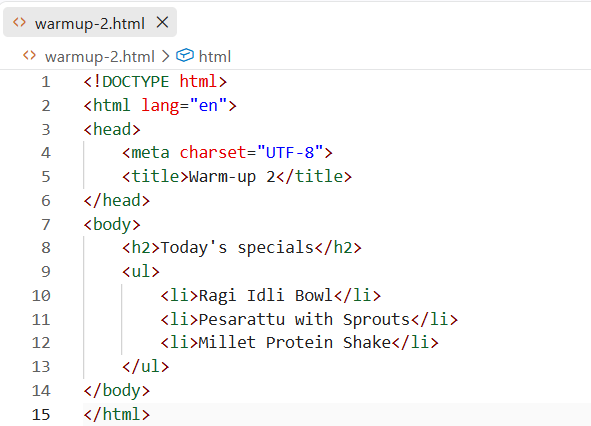 warmup-2.html
warmup-2.html > html
1 <!DOCTYPE html>
2 <html lang="en">
3 <head>
4     <meta charset="UTF-8">
5     <title>Warm-up 2</title>
6 </head>
7 <body>
8     <h2>Today's specials</h2>
9     <ul>
10         <li>Ragi Idli Bowl</li>
11         <li>Pesarattu with Sprouts</li>
12         <li>Millet Protein Shake</li>
13     </ul>
14 </body>
15 </html>